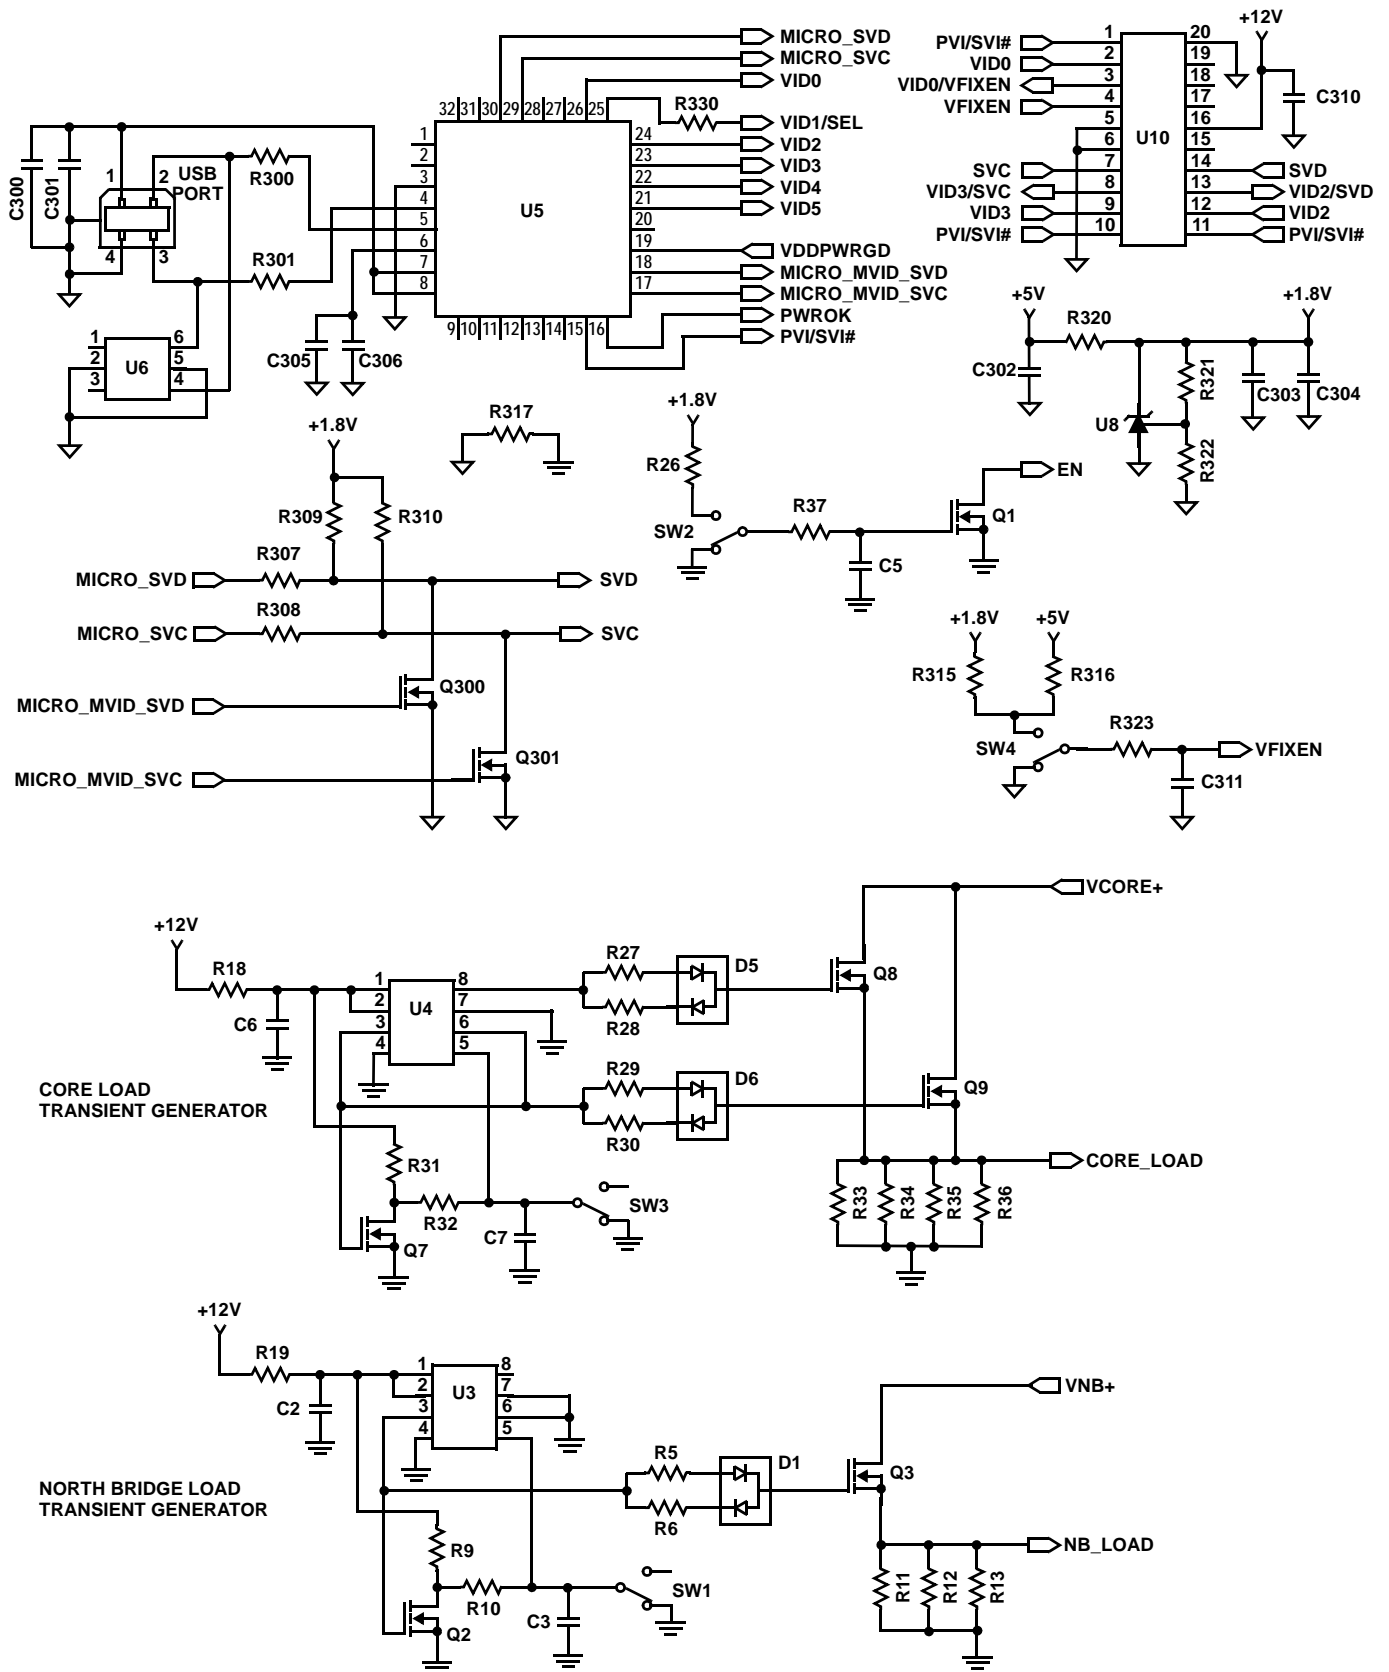 MICRO_SVD
MICRO_SVC
VID0
R330
VID1/SEL
VID2
VID3
VID4
VID5
VDDPWRGD
MICRO_MVID_SVD
MICRO_MVID_SVC
PWROK
PVI/SVI#
32 31 30 29 28 27 26 25
1
2
3
4
5
6
7
8
U5
24
23
22
21
20
19
18
17
9 10 11 12 13 14 15 16
C300
C301
1
2
USB
PORT
4
3
R300
R301
C305
C306
1
2
3
U6
6
5
4
+12V
C310
PVI/SVI#
VID0
VID0/VFIXEN
VFIXEN
SVC
VID3/SVC
VID3
PVI/SVI#
1
2
3
4
5
6
7
8
9
10
U10
20
19
18
17
16
15
14
13
12
11
SVD
VID2/SVD
VID2
PVI/SVI#
+5V
R320
+1.8V
C302
R321
C303
C304
U8
R322
+1.8V
R317
R309
R310
R307
MICRO_SVD
SVD
R308
MICRO_SVC
SVC
MICRO_MVID_SVD
Q300
MICRO_MVID_SVC
Q301
+1.8V
R26
SW2
R37
C5
EN
Q1
+1.8V
+5V
R315
R316
SW4
R323
VFIXEN
C311
VCORE+
+12V
R18
C6
1
2
3
4
U4
8
7
6
5
R27
R28
D5
Q8
R29
R30
D6
Q9
CORE LOAD
TRANSIENT GENERATOR
R31
R32
Q7
C7
SW3
CORE_LOAD
R33
R34
R35
R36
+12V
R19
C2
1
2
3
4
U3
8
7
6
5
VNB+
R5
R6
D1
Q3
NORTH BRIDGE LOAD
TRANSIENT GENERATOR
R9
R10
Q2
C3
SW1
NB_LOAD
R11
R12
R13